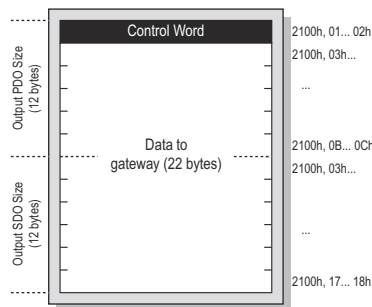 Control Word
2100h, 01... 02h
2100h, 03h...
...
Output PDO Size
(12 bytes)
Data to
gateway (22 bytes)
2100h, 0B... 0Ch
2100h, 03h...
Output SDO Size
(12 bytes)
...
2100h, 17... 18h